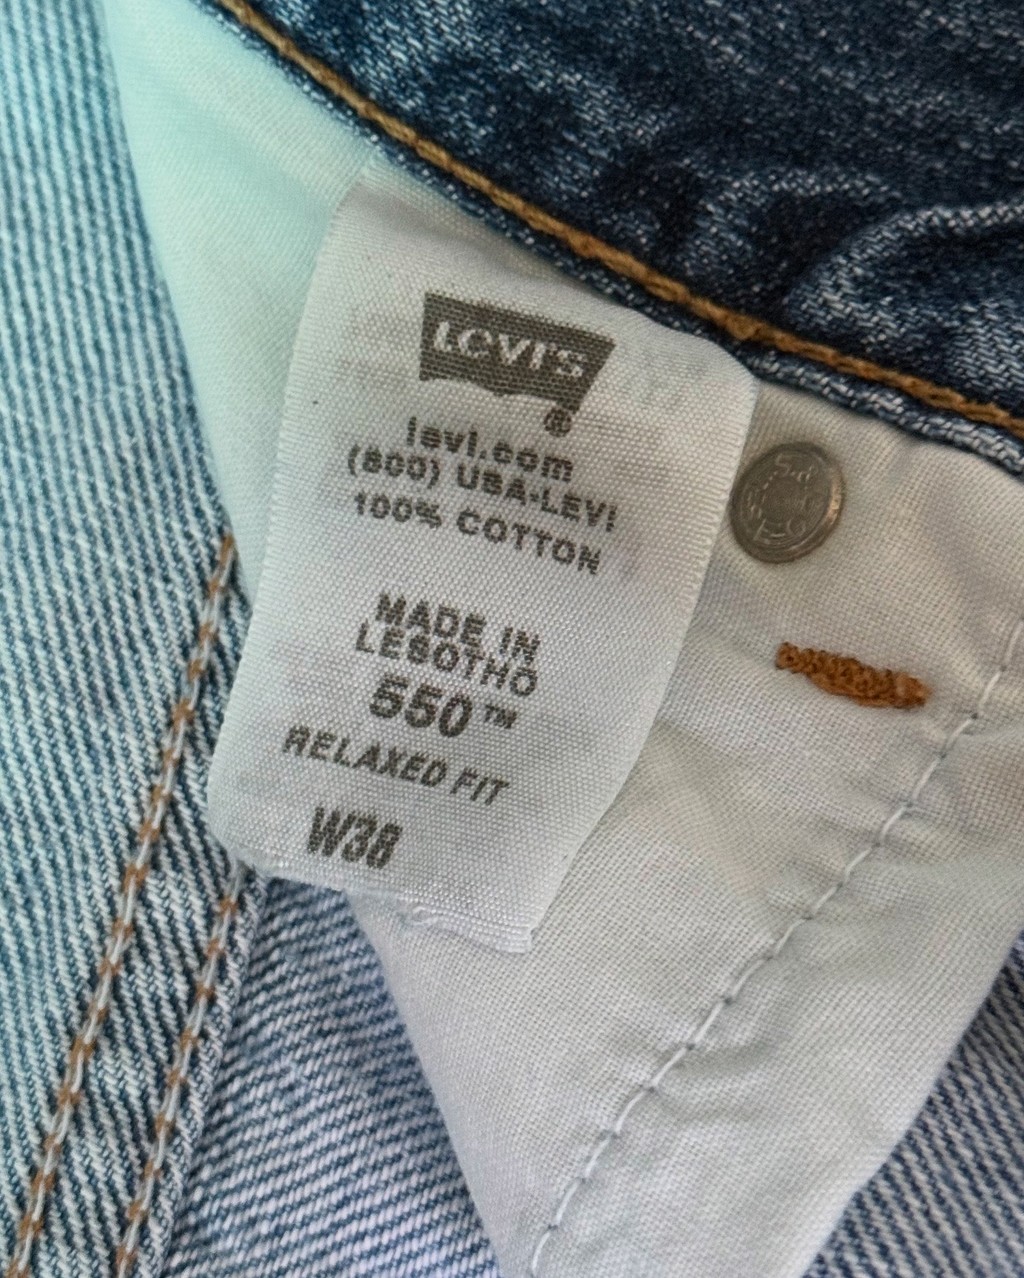 LEVI'S
®
levi.com
(800) USA-LEVI
100% COTTON
MADE IN
LESOTHO
550™
RELAXED FIT
W38